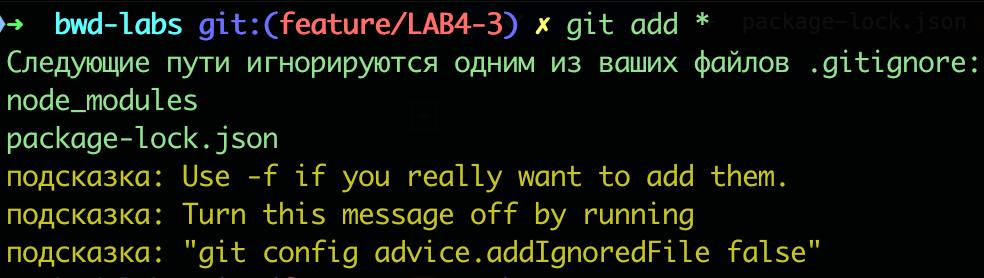 → bwd-labs git:(feature/LAB4-3) ✗ git add * package-lock.json
Следующие пути игнорируются одним из ваших файлов .gitignore:
node_modules
package-lock.json
подсказка: Use -f if you really want to add them.
подсказка: Turn this message off by running
подсказка: "git config advice.addIgnoredFile false"